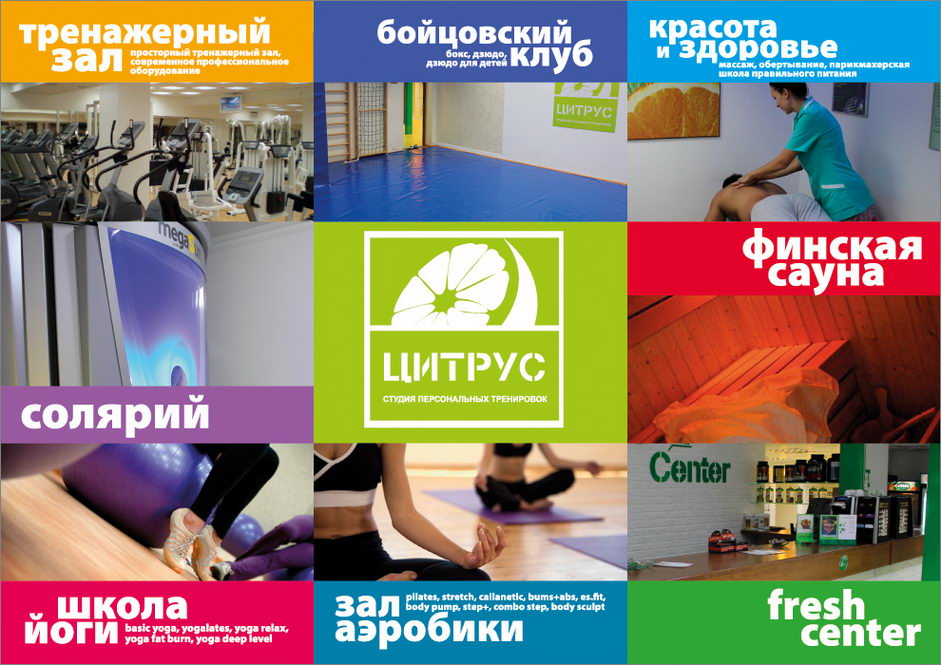 тренажерный
зал
просторный тренажерный зал,
современное профессиональное
оборудование
бойцовский
клуб
бокс, дзюдо,
дзюдо для детей
красота
и здоровье
массаж, обертывание, парикмахерская
школа правильного питания
ЦИТРУС
mega
финская
сауна
ЦИТРУС
СТУДИЯ ПЕРСОНАЛЬНЫХ ТРЕНИРОВОК
солярий
Center
школа
йоги
basic yoga, yogalates, yoga relax,
yoga fat burn, yoga deep level
зал
pilates, stretch, callanetic, bums+abs, es.fit,
body pump, step+, combo step, body sculpt
аэробики
fresh
center